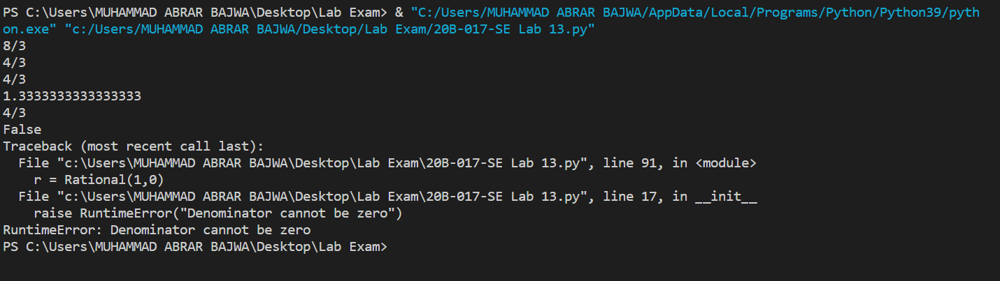 PS C:\Users\MUHAMMAD ABRAR BAJWA\Desktop\Lab Exam> & "C:/Users/MUHAMMAD ABRAR BAJWA/AppData/Local/Programs/Python/Python39/pyth
on.exe" "c:/Users/MUHAMMAD ABRAR BAJWA/Desktop/Lab Exam/20B-017-SE Lab 13.py"
8/3
4/3
4/3
1.3333333333333333
4/3
False
Traceback (most recent call last):
  File "c:\Users\MUHAMMAD ABRAR BAJWA\Desktop\Lab Exam\20B-017-SE Lab 13.py", line 91, in <module>
    r = Rational(1,0)
  File "c:\Users\MUHAMMAD ABRAR BAJWA\Desktop\Lab Exam\20B-017-SE Lab 13.py", line 17, in __init__
    raise RuntimeError("Denominator cannot be zero")
RuntimeError: Denominator cannot be zero
PS C:\Users\MUHAMMAD ABRAR BAJWA\Desktop\Lab Exam>